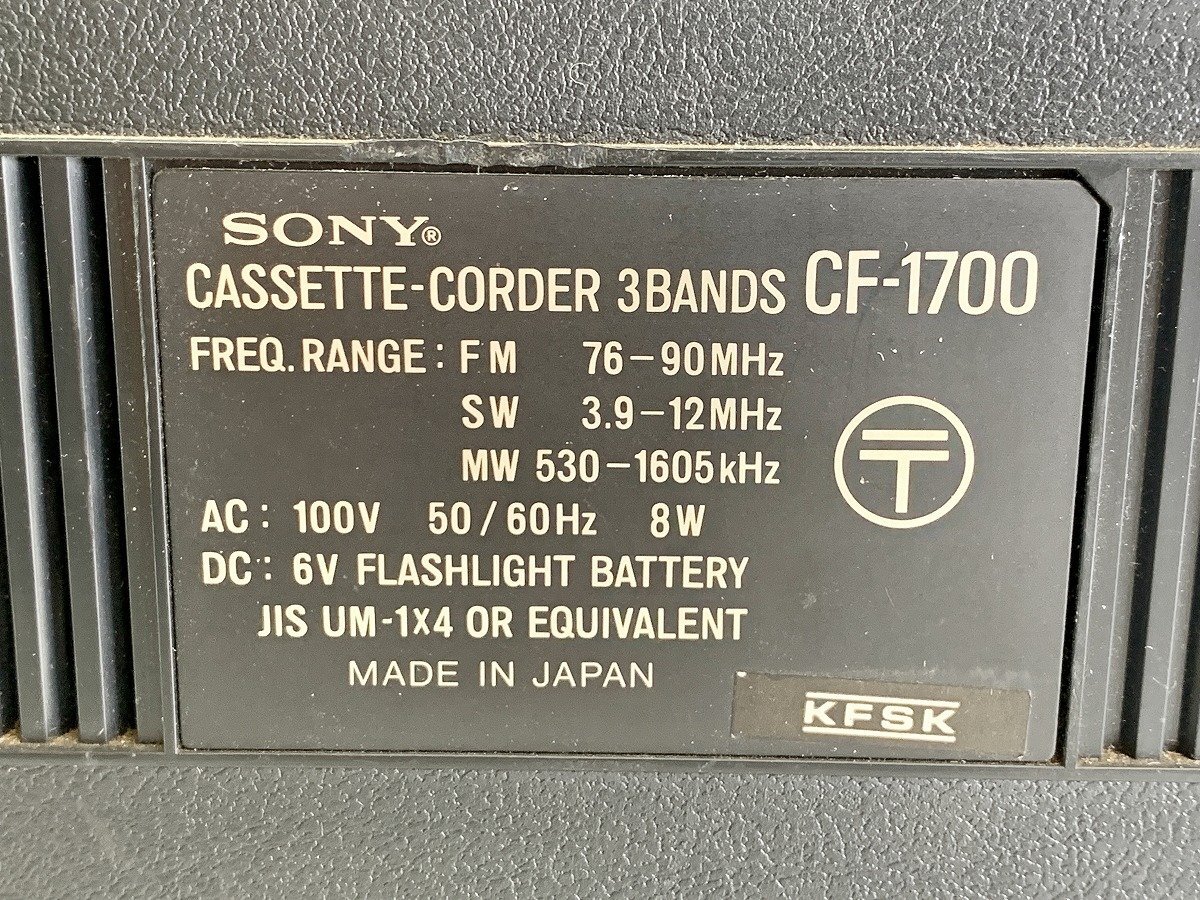 SONY®
CASSETTE-CORDER 3BANDS CF-1700
FREQ. RANGE: FM 76-90MHz
SW 3.9-12MHz
MW 530-1605kHz
〒
AC: 100V 50/60Hz 8W
DC: 6V FLASHLIGHT BATTERY
JIS UM-1X4 OR EQUIVALENT
MADE IN JAPAN
KFSK